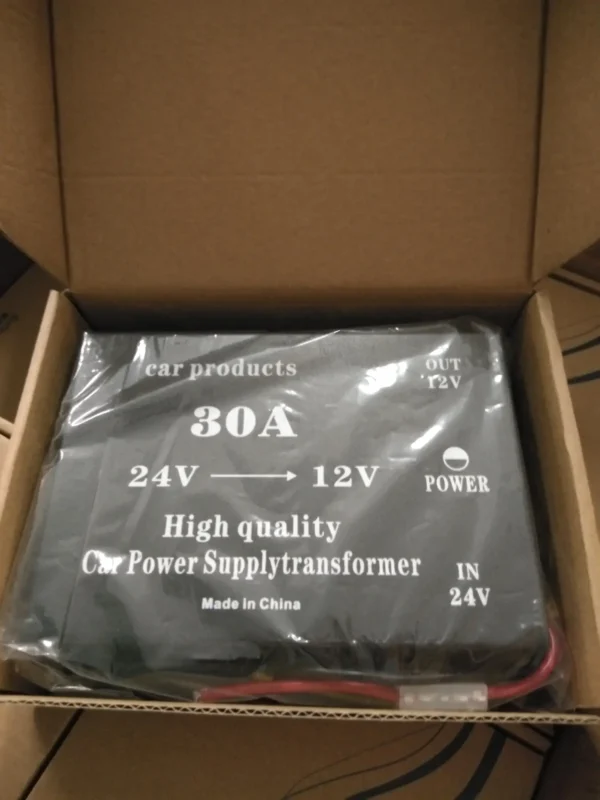 car products
OUT
12V
30A
24V → 12V
POWER
High quality
Car Power Supplytransformer
IN
24V
Made in China